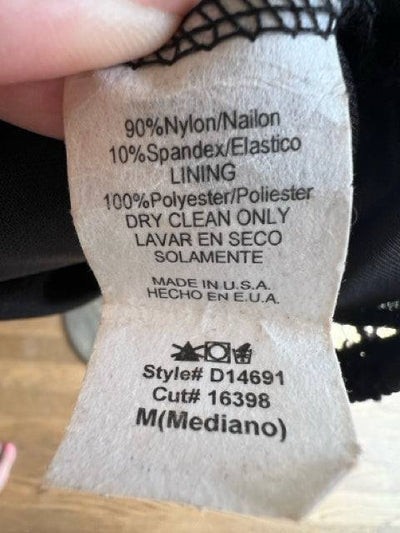 90%Nylon/Nailon
10%Spandex/Elastico
LINING
100%Polyester/Poliester
DRY CLEAN ONLY
LAVAR EN SECO
SOLAMENTE
MADE IN U.S.A.
HECHO EN E.U.A.
Style# D14691
Cut# 16398
M(Mediano)